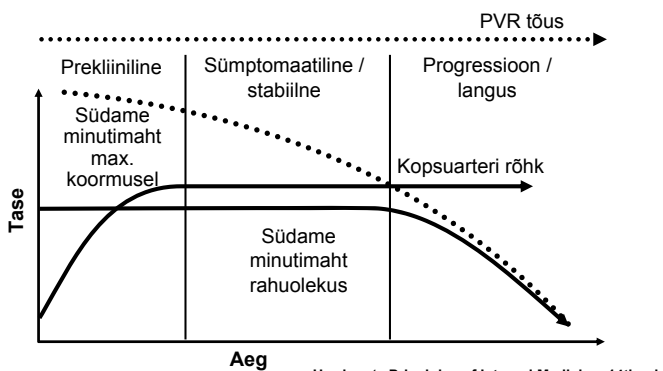 PVR tõus
Prekliiniline
Sümptomaatiline /
stabiilne
Progressioon /
langus
Südame
minutimaht
max.
koormusel
Kopsuarteri rõhk
Tase
Südame
minutimaht
rahuolekus
Aeg